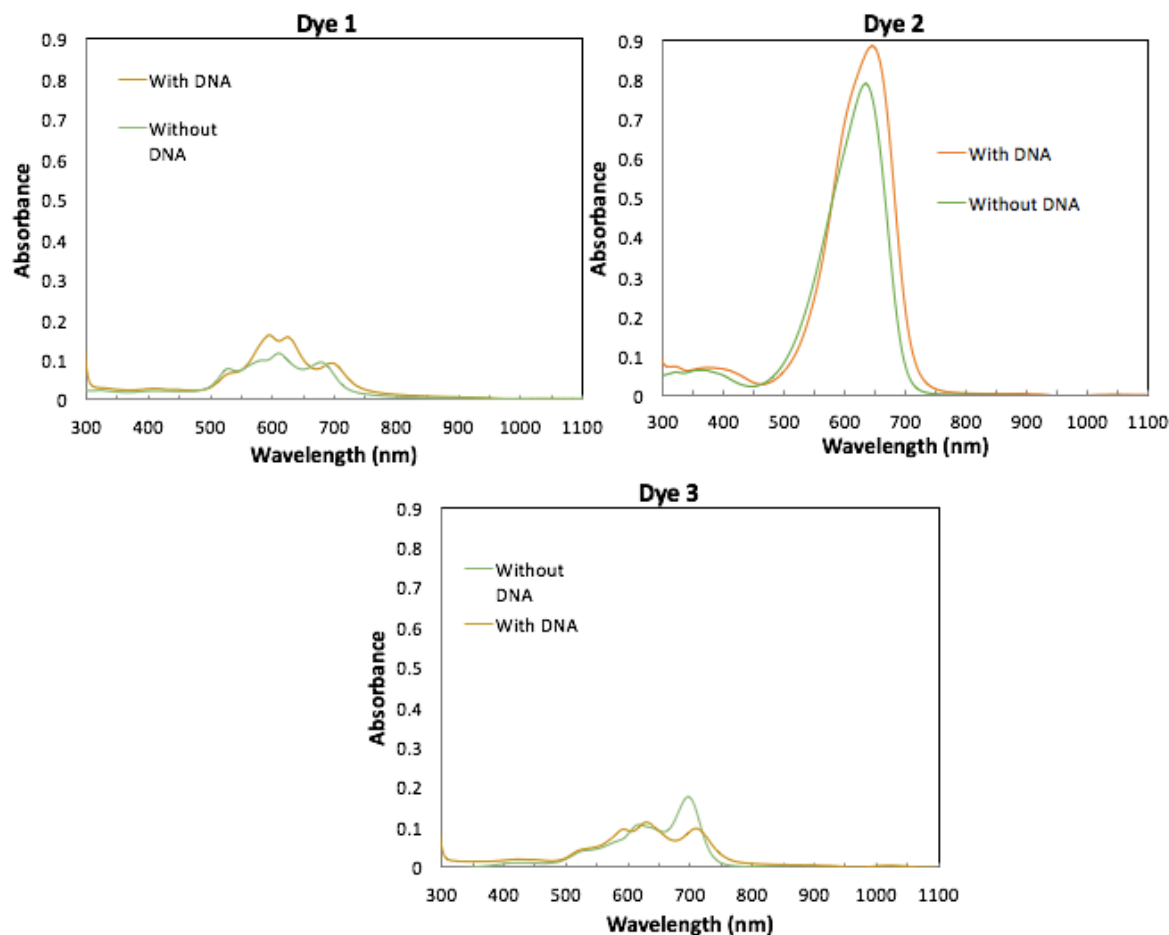 Dye 1
0.9
0.8
0.7
0.6
0.5
0.4
0.3
0.2
0.1
0
Absorbance
With DNA
Without
DNA
300 400 500 600 700 800 900 1000 1100
Wavelength (nm)
Dye 2
0.9
0.8
0.7
0.6
0.5
0.4
0.3
0.2
0.1
0
Absorbance
With DNA
Without DNA
300 400 500 600 700 800 900 1000 1100
Wavelength (nm)
Dye 3
0.9
0.8
0.7
0.6
0.5
0.4
0.3
0.2
0.1
0
Absorbance
Without
DNA
With DNA
300 400 500 600 700 800 900 1000 1100
Wavelength (nm)